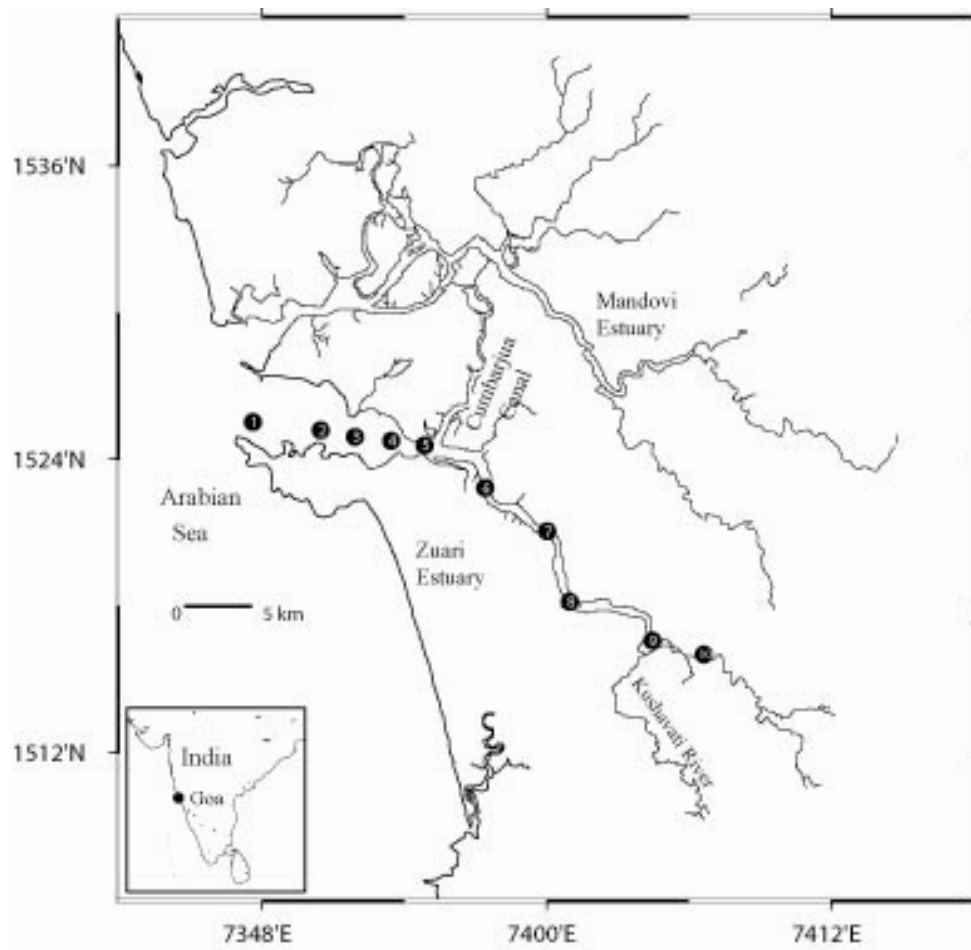 1536'N
Mandovi
Estuary
Cumbarjua
Canal
1
2
3
4
5
1524'N
Arabian
Sea
6
7
Zuari
Estuary
8
0 5 km
9
10
Kushavati River
1512'N
India
Goa
7348'E
7400'E
7412'E